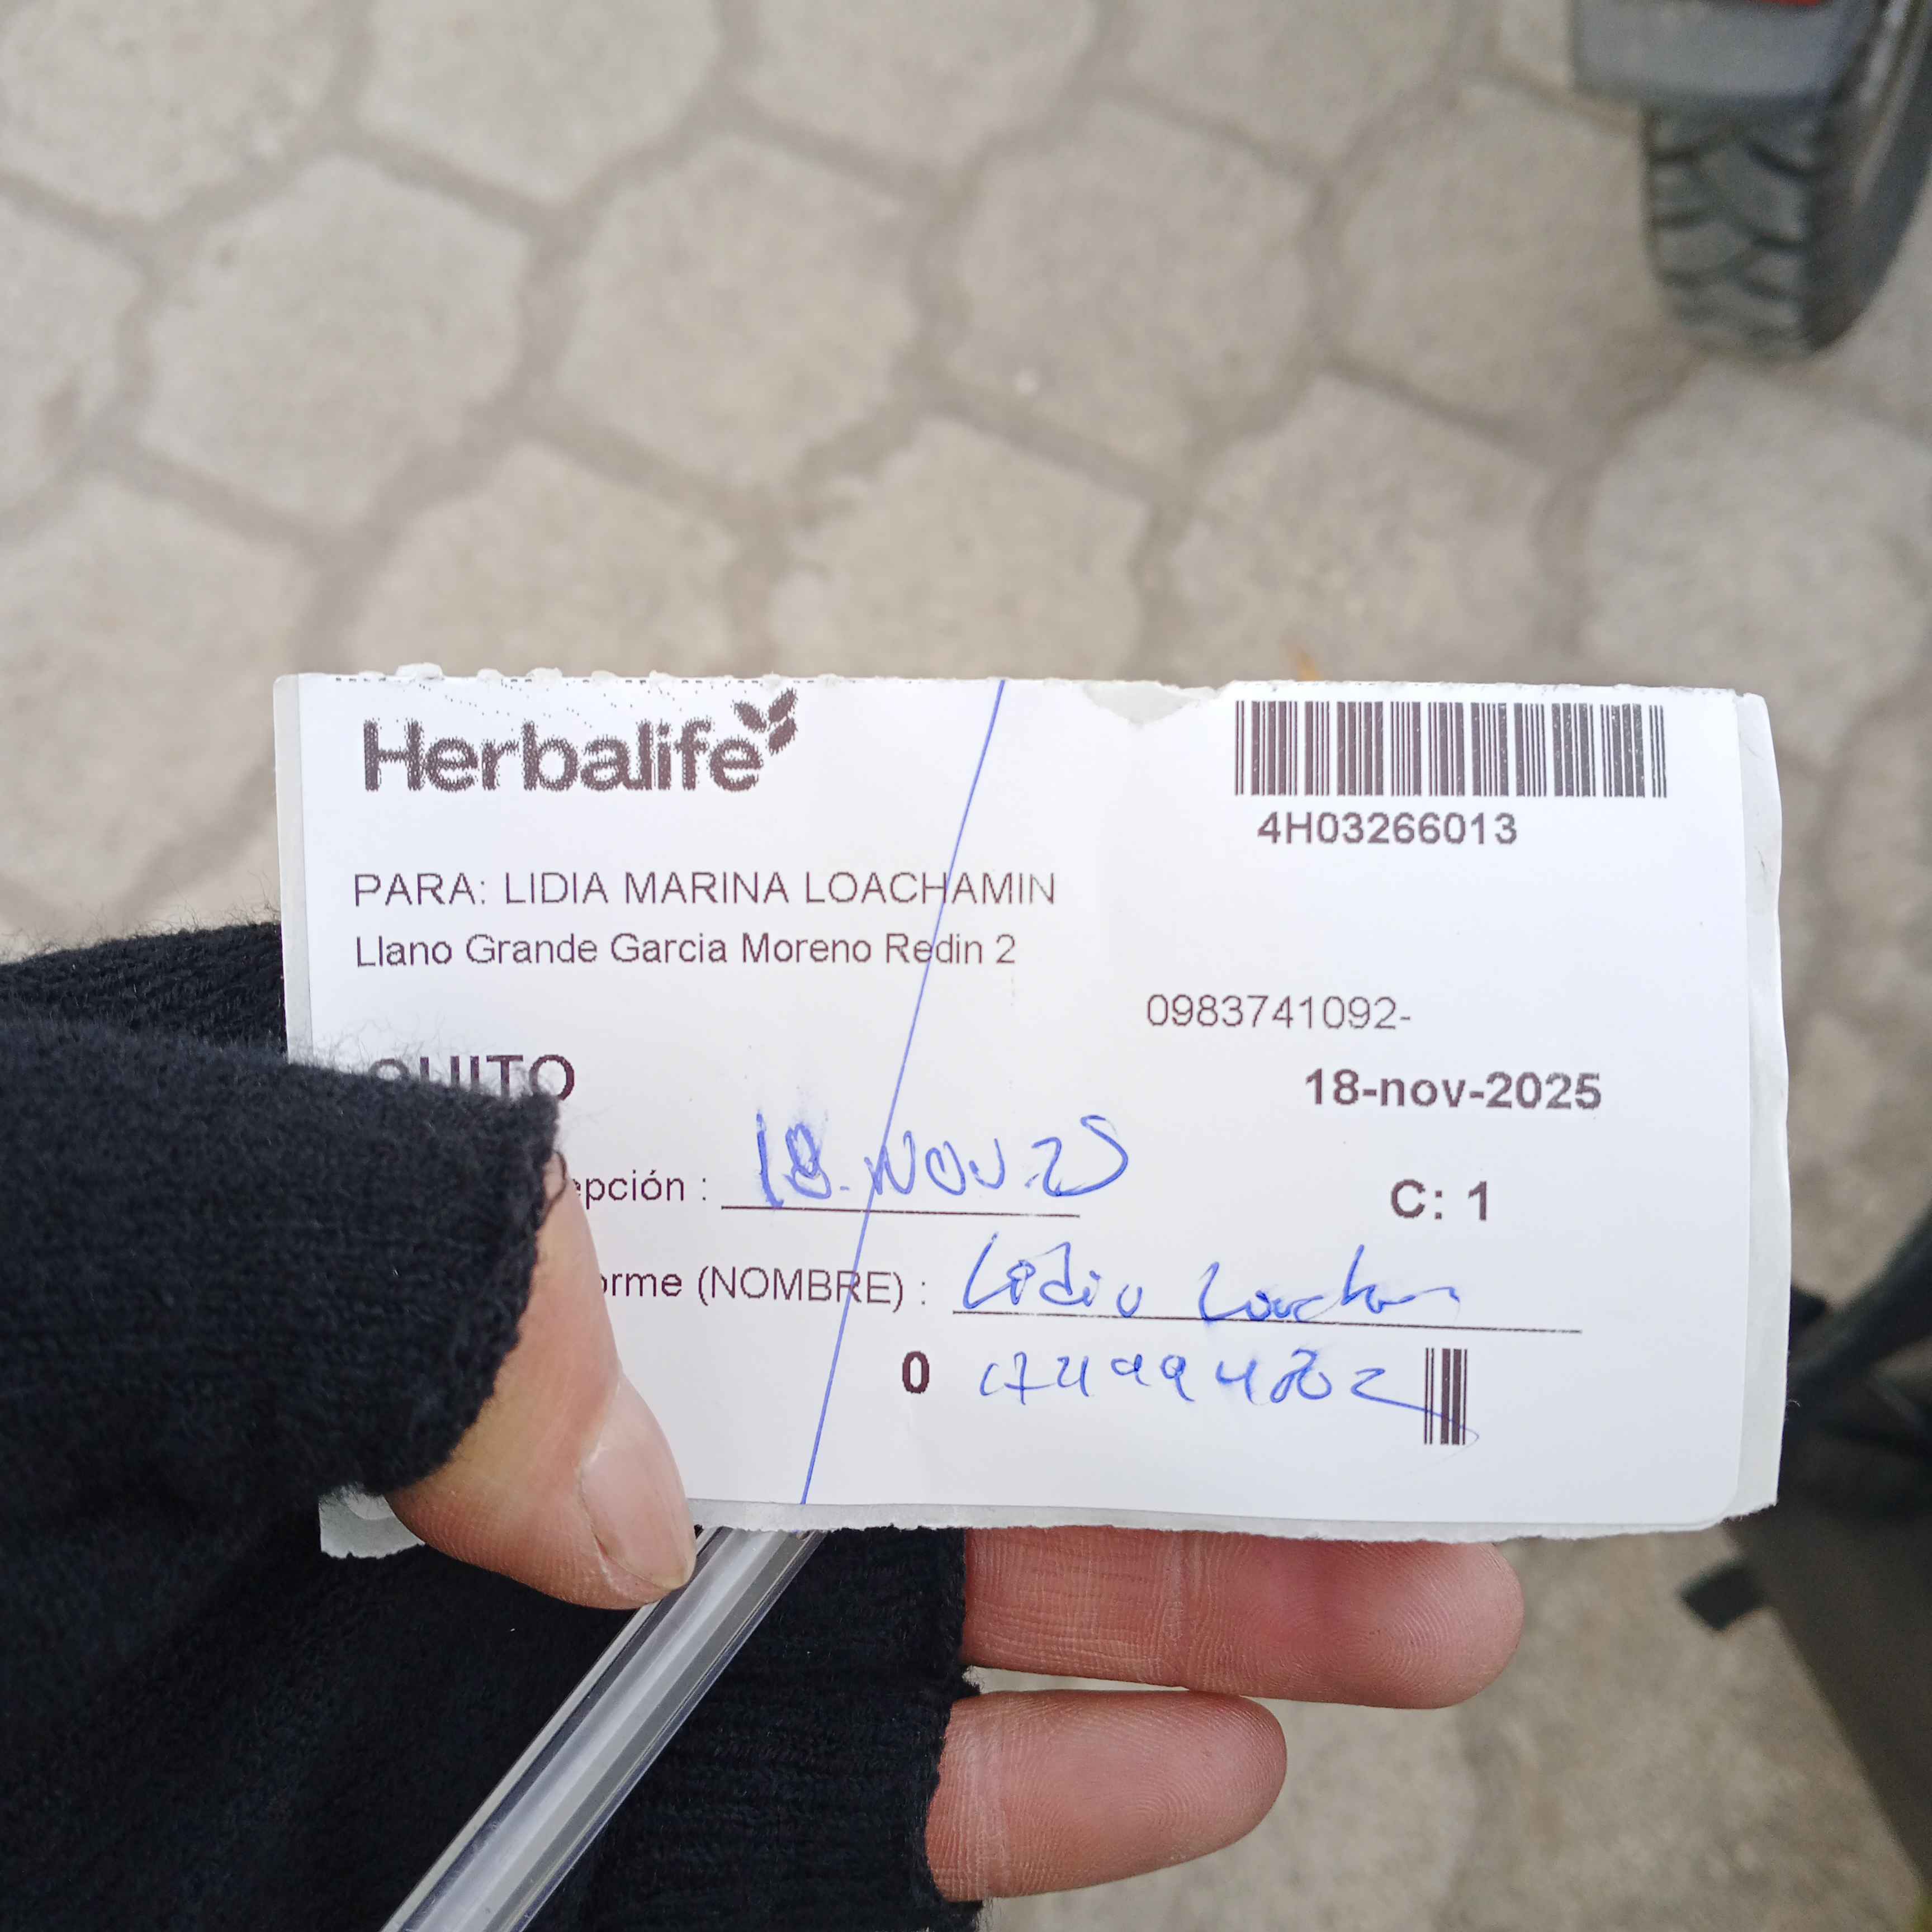 Herbalife
4H03266013
PARA: LIDIA MARINA LOACHAMIN
Llano Grande Garcia Moreno Redin 2
0983741092-
QUITO
18-nov-2025
epción : 18. NOV 25
C: 1
orme (NOMBRE) : Lidia
0